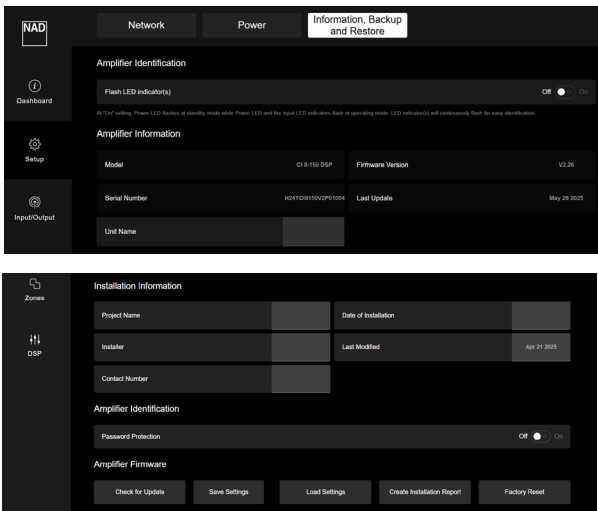 NAD
Network
Power
Information, Backup
and Restore
Dashboard
Setup
Input/Output
Amplifier Identification
Flash LED indicator(s)
Off
On
At "On" setting, Power LED flashes at standby mode while Power LED and the Input LED indicators flash at operating mode. LED indicator(s) will continuously flash for easy identification.
Amplifier Information
Model
CI 8-150 DSP
Firmware Version
V2.26
Serial Number
H24YCI8150V2P01004
Last Update
May 26 2025
Unit Name
Zones
DSP
Installation Information
Project Name
Date of Installation
Installer
Last Modified
Apr 21 2025
Contact Number
Amplifier Identification
Password Protection
Off
On
Amplifier Firmware
Check for Update
Save Settings
Load Settings
Create Installation Report
Factory Reset